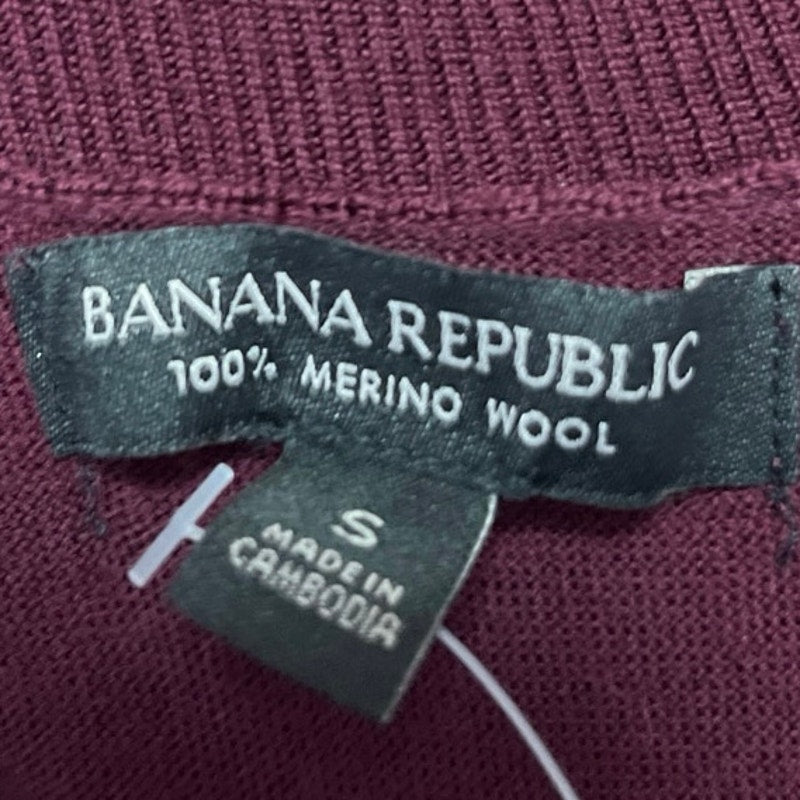 BANANA REPUBLIC
100% MERINO WOOL
S
MADE IN
CAMBODIA